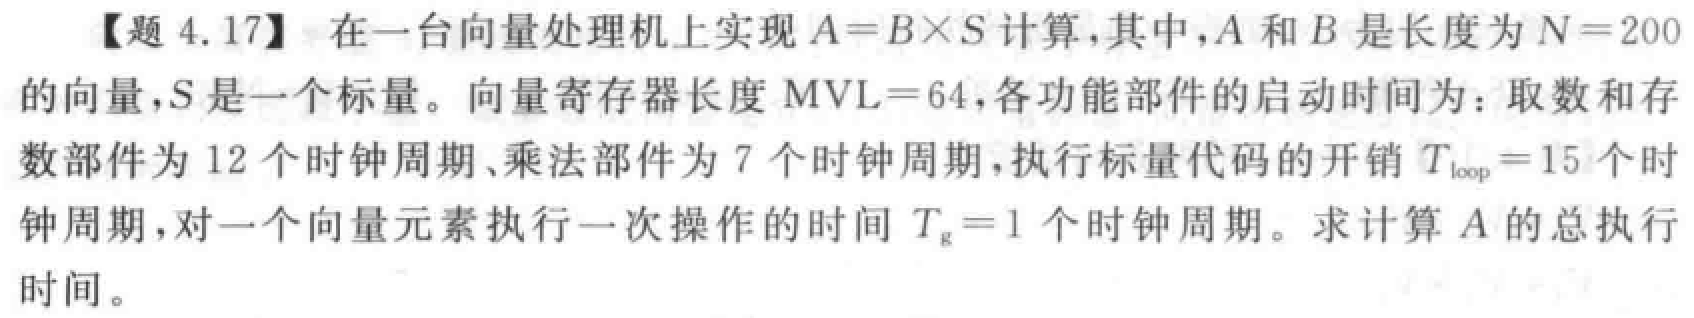 【题 4.17】 在一台向量处理机上实现 A=B×S 计算,其中,A 和 B 是长度为 N=200
的向量,S 是一个标量。向量寄存器长度 MVL=64,各功能部件的启动时间为:取数和存
数部件为 12 个时钟周期、乘法部件为 7 个时钟周期,执行标量代码的开销 Tloop=15 个时
钟周期,对一个向量元素执行一次操作的时间 Tg=1 个时钟周期。求计算 A 的总执行
时间。